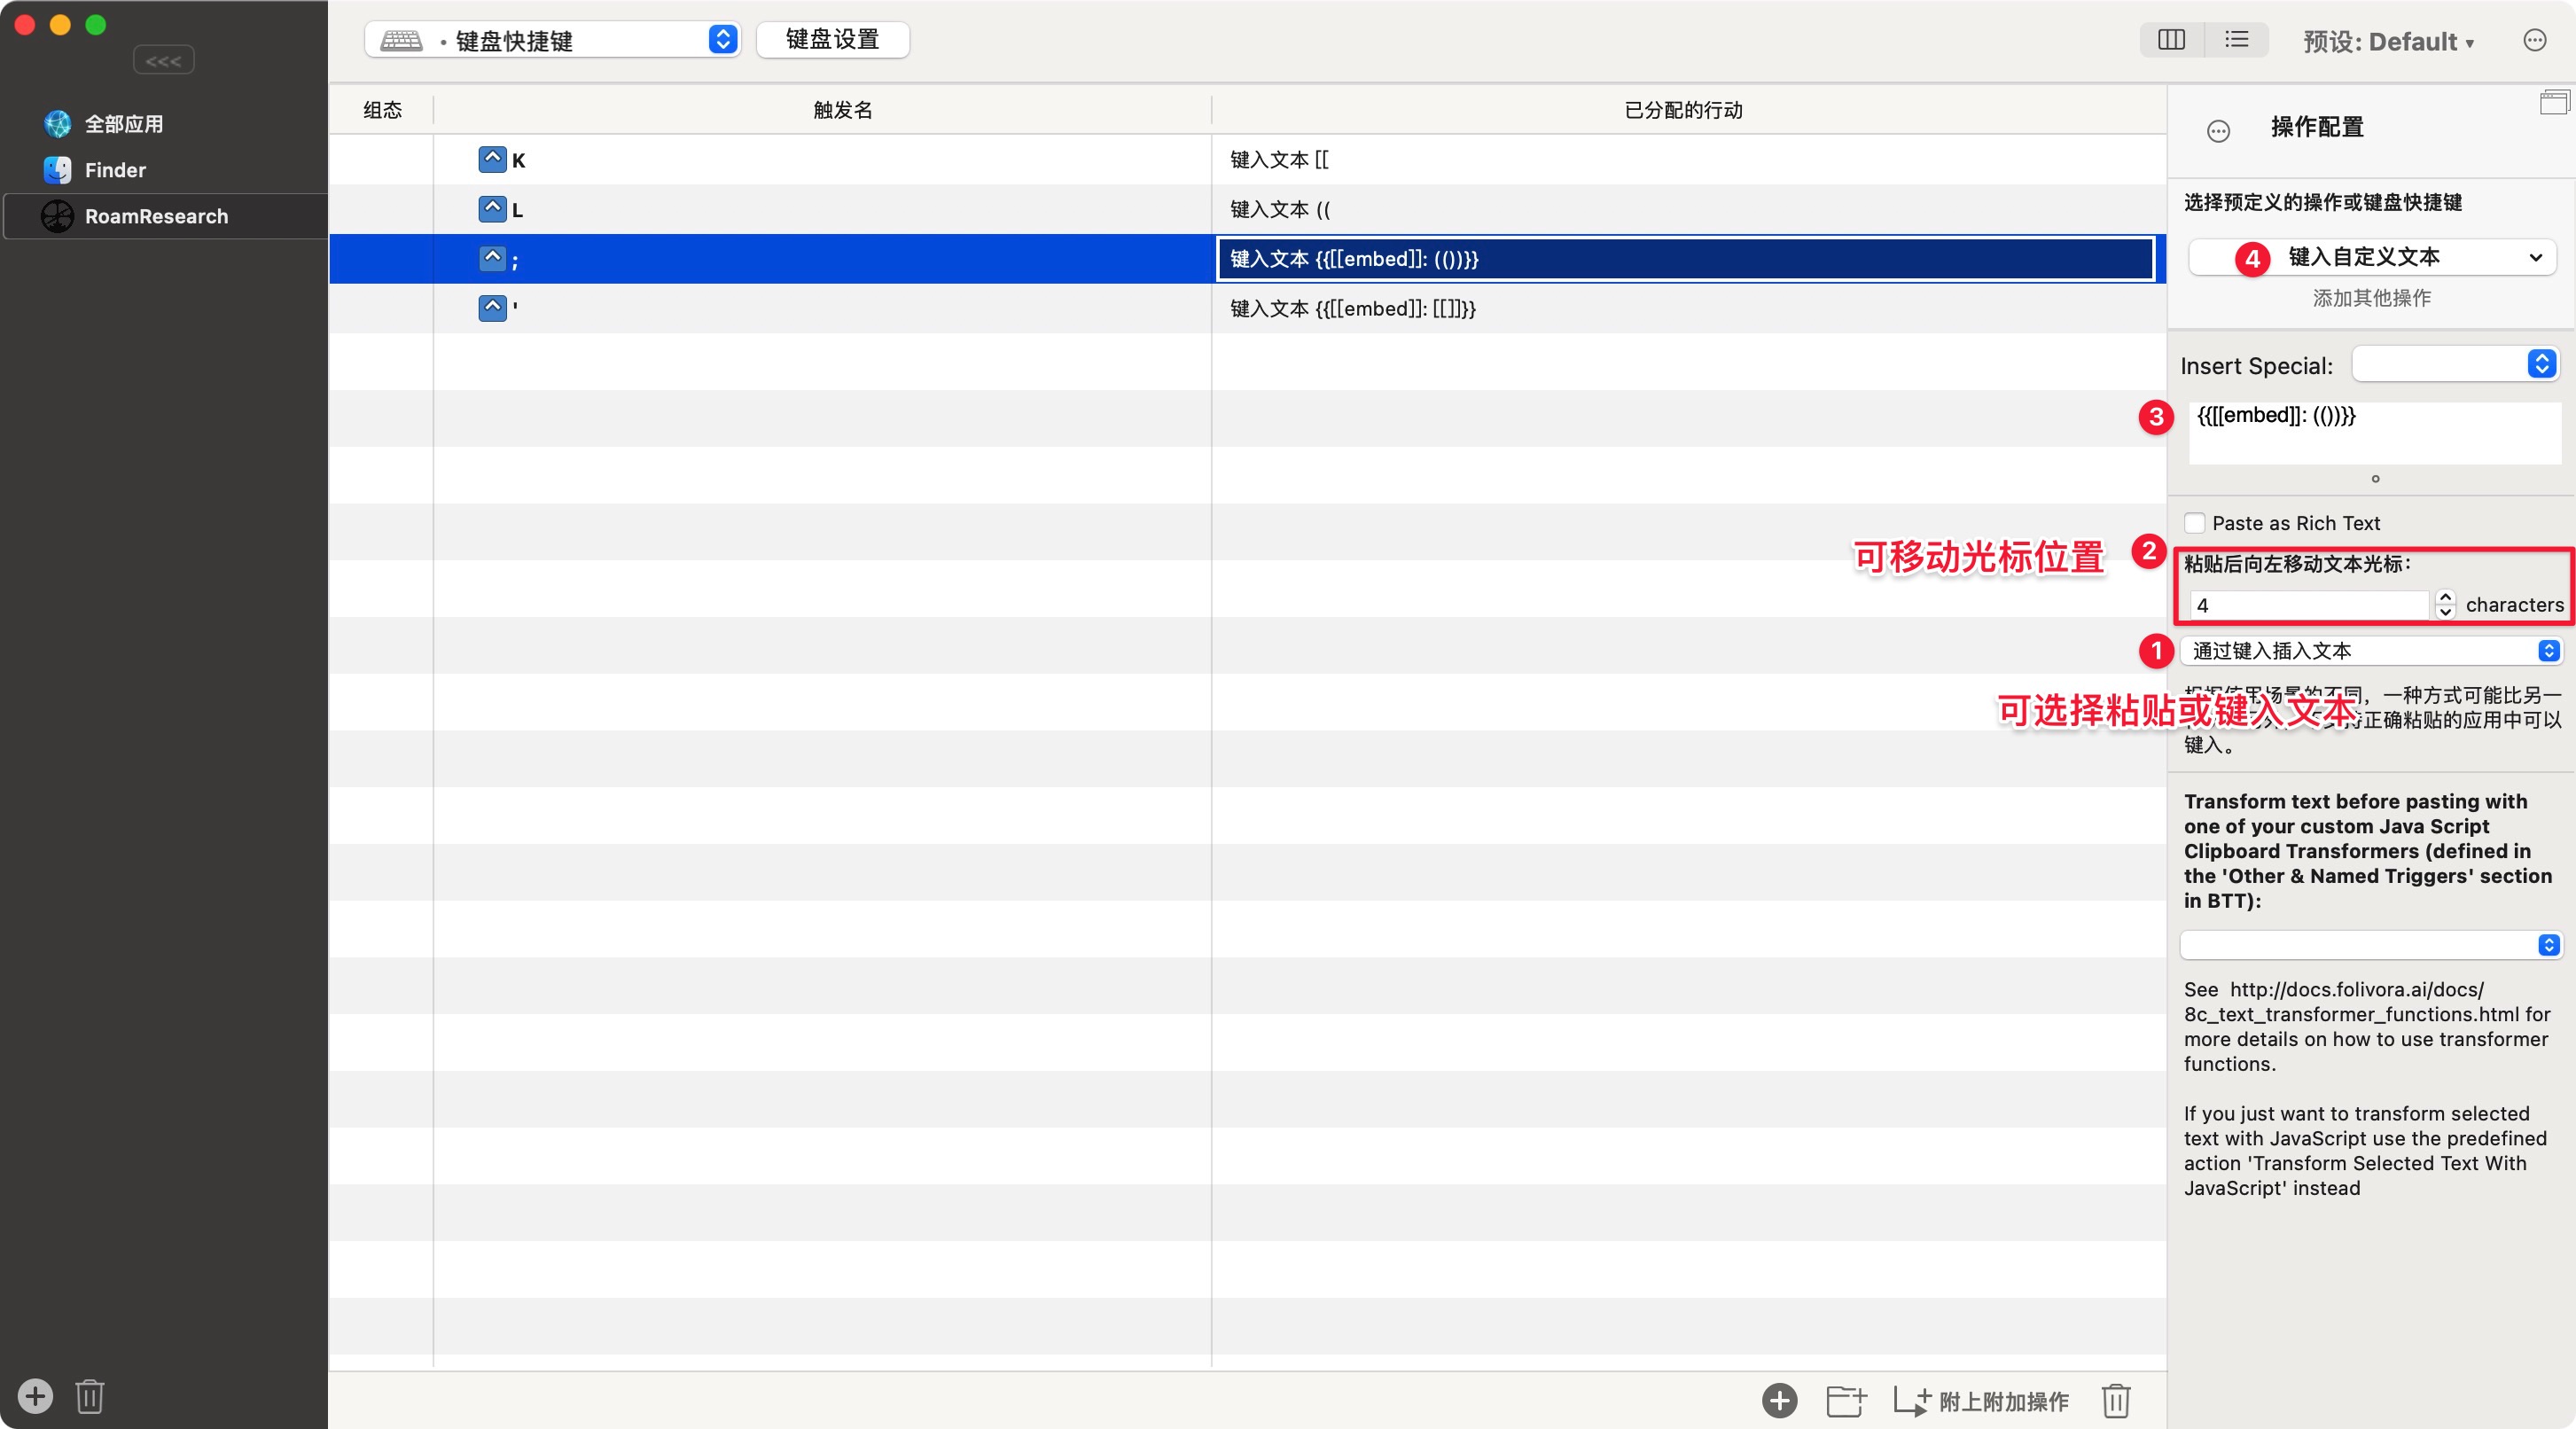 <<<
全部应用
Finder
RoamResearch
• 键盘快捷键
键盘设置
预设: Default ▾
组态
触发名
已分配的行动
K
键入文本 [[
L
键入文本 ((
;
键入文本 {{[[embed]]: (())}}
'
键入文本 {{[[embed]]: [[]]}}
附上附加操作
操作配置
选择预定义的操作或键盘快捷键
4
键入自定义文本
添加其他操作
Insert Special:
3
{{[[embed]]: (())}}
Paste as Rich Text
可移动光标位置
2
粘贴后向左移动文本光标:
4
characters
1
通过键入插入文本
可选择粘贴或键入文本
不同，一种方式可能比另一
正确粘贴的应用中可以
键入。
Transform text before pasting with
one of your custom Java Script
Clipboard Transformers (defined in
the 'Other & Named Triggers' section
in BTT):
See  http://docs.folivora.ai/docs/
8c_text_transformer_functions.html for
more details on how to use transformer
functions.
If you just want to transform selected
text with JavaScript use the predefined
action 'Transform Selected Text With
JavaScript' instead